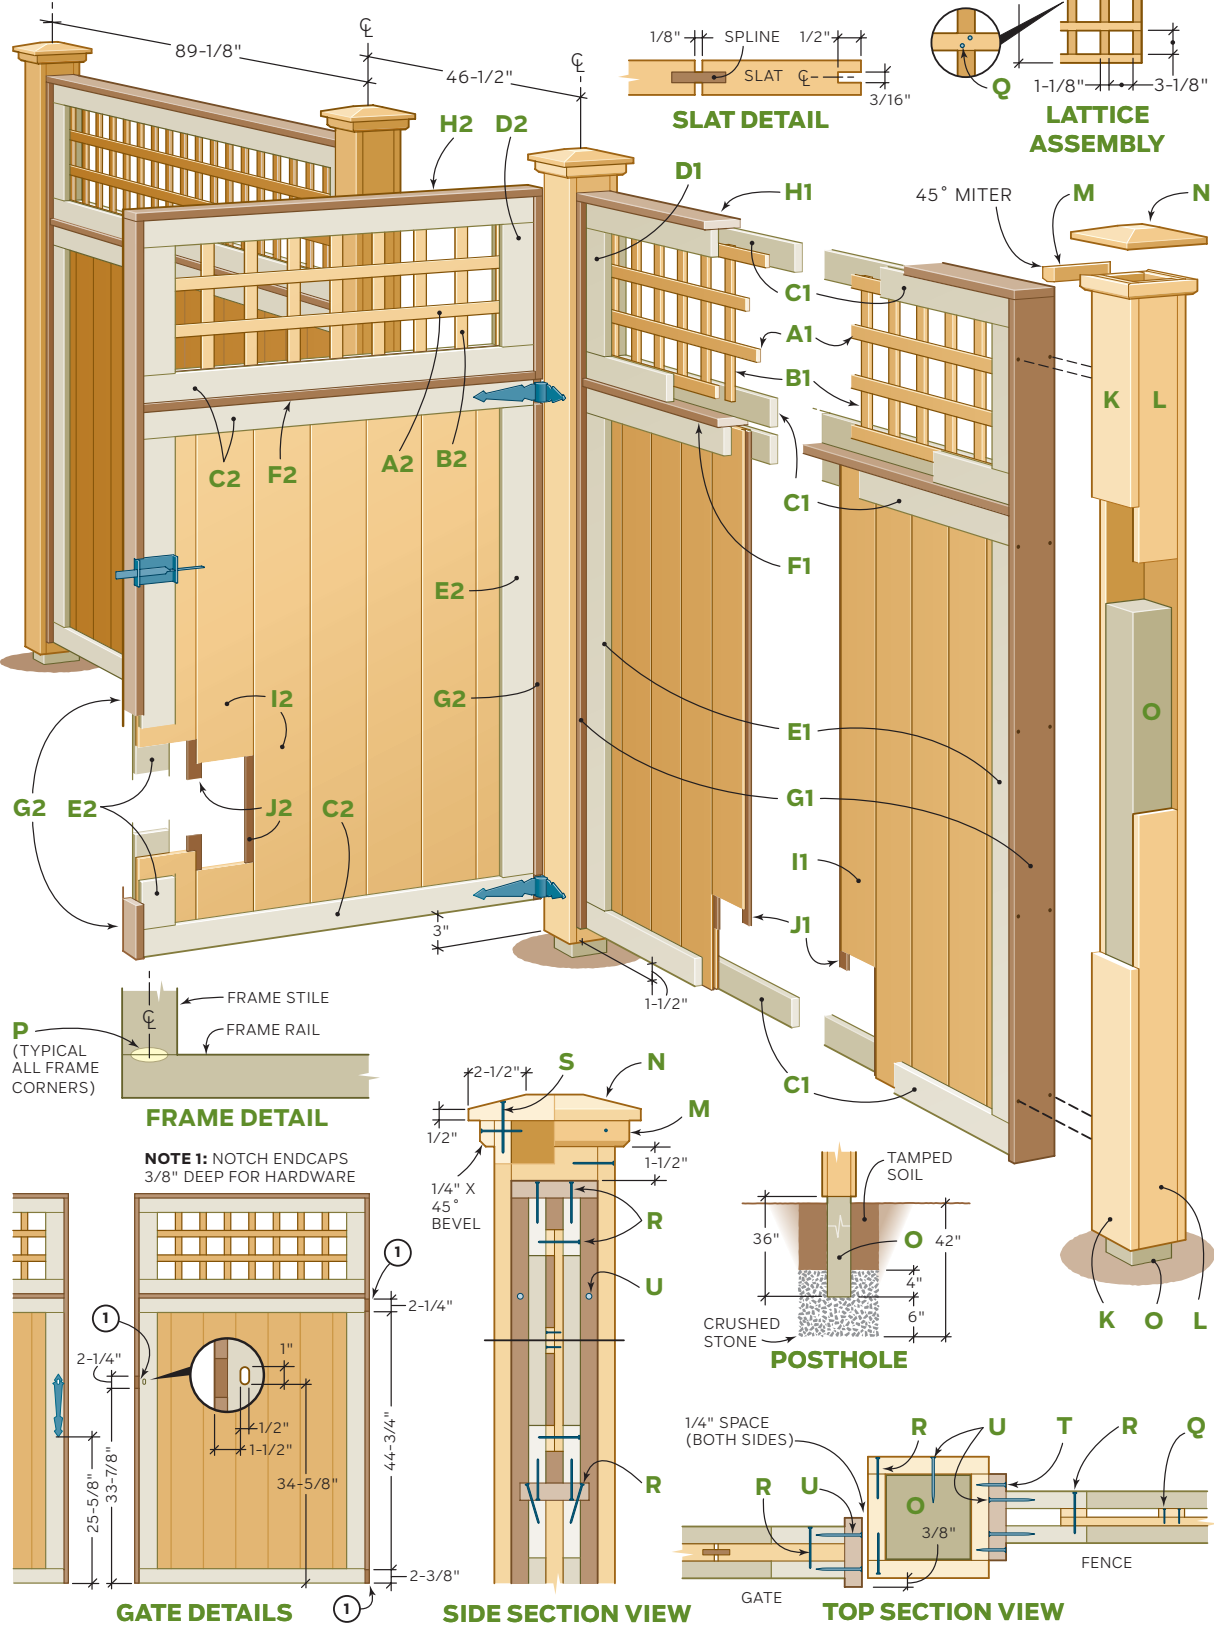 89-1/8"
℄
46-1/2"
℄
1/8"
SPLINE
1/2"
SLAT
℄
3/16"
SLAT DETAIL
Q
1-1/8"
3-1/8"
LATTICE
ASSEMBLY
H2
D2
D1
H1
45° MITER
M
N
C1
A1
B1
K
L
C2
F2
A2
B2
C1
F1
E2
I2
G2
E1
O
G2
E2
J2
C2
G1
I1
J1
3"
1-1/2"
C1
℄
FRAME STILE
P
FRAME RAIL
(TYPICAL
ALL FRAME
CORNERS)
FRAME DETAIL
NOTE 1: NOTCH ENDCAPS
3/8" DEEP FOR HARDWARE
2-1/2"
S
N
M
1/2"
1-1/2"
1/4" X
45°
BEVEL
R
U
R
SIDE SECTION VIEW
TAMPED
SOIL
36"
O
42"
4"
6"
CRUSHED
STONE
POSTHOLE
K
O
L
1
2-1/4"
1
2-1/4"
1"
1/2"
1-1/2"
34-5/8"
44-3/4"
33-7/8"
25-5/8"
2-3/8"
1
GATE DETAILS
1/4" SPACE
(BOTH SIDES)
R
U
T
R
Q
R
U
O
3/8"
GATE
FENCE
TOP SECTION VIEW